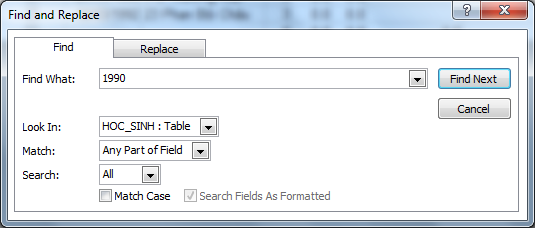 Find and Replace
Find Replace
Find What: 1990 Find Next
Cancel
Look In: HOC_SINH : Table
Match: Any Part of Field
Search: All
Match Case Search Fields As Formatted